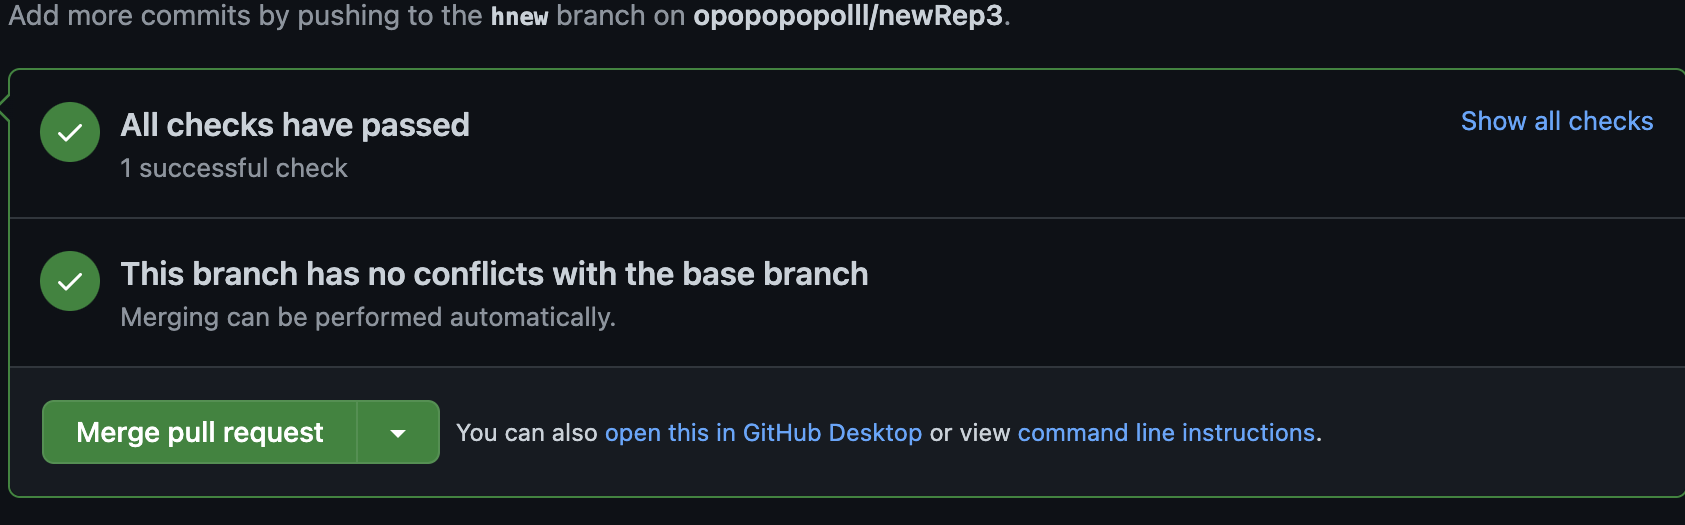 Add more commits by pushing to the hnew branch on opopopopolll/newRep3.
All checks have passed
Show all checks
1 successful check
This branch has no conflicts with the base branch
Merging can be performed automatically.
Merge pull request
You can also open this in GitHub Desktop or view command line instructions.